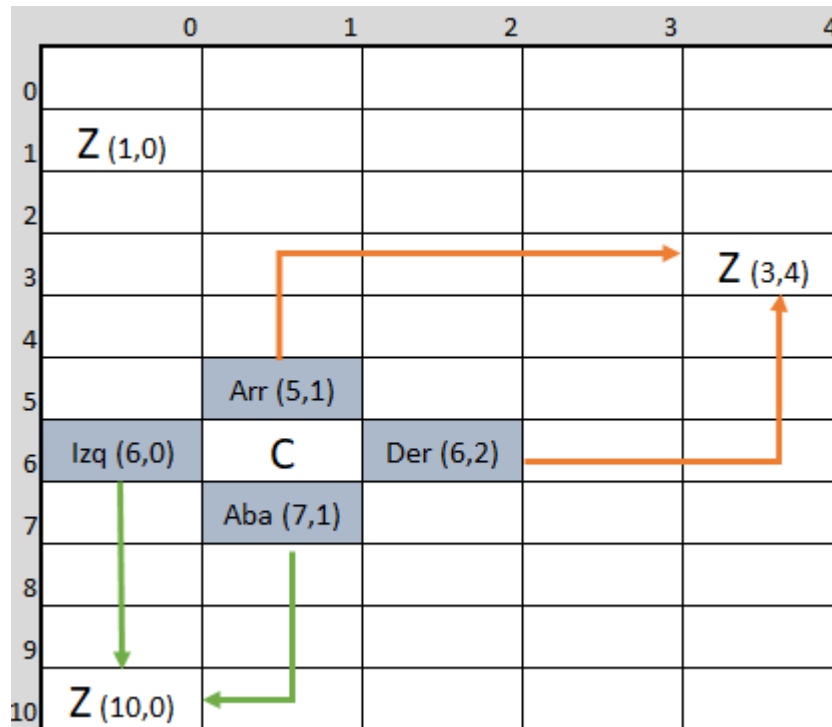 0 1 2 3 4
0
1 Z (1,0)
2
3 Z (3,4)
4
5 Arr (5,1)
6 Izq (6,0) C Der (6,2)
7 Aba (7,1)
8
9
10 Z (10,0)